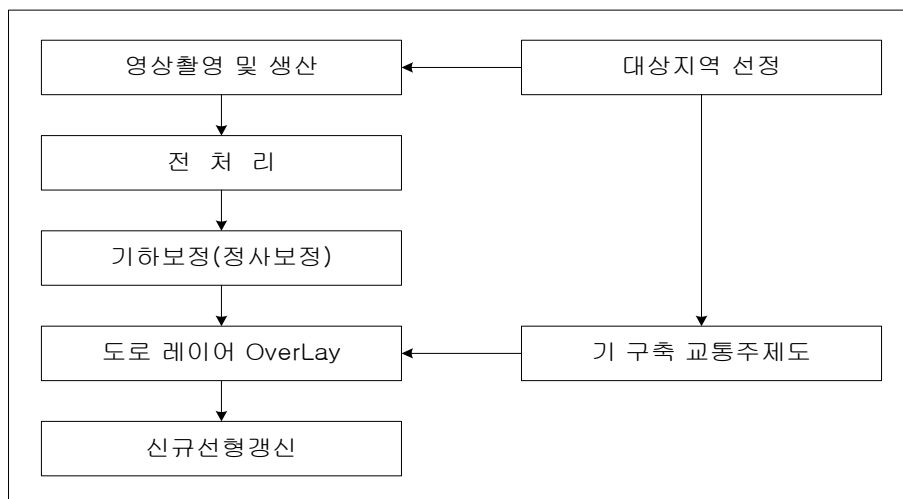 영상촬영 및 생산
대상지역 선정
전 처 리
기하보정(정사보정)
도로 레이어 OverLay
기 구축 교통주제도
신규선형갱신